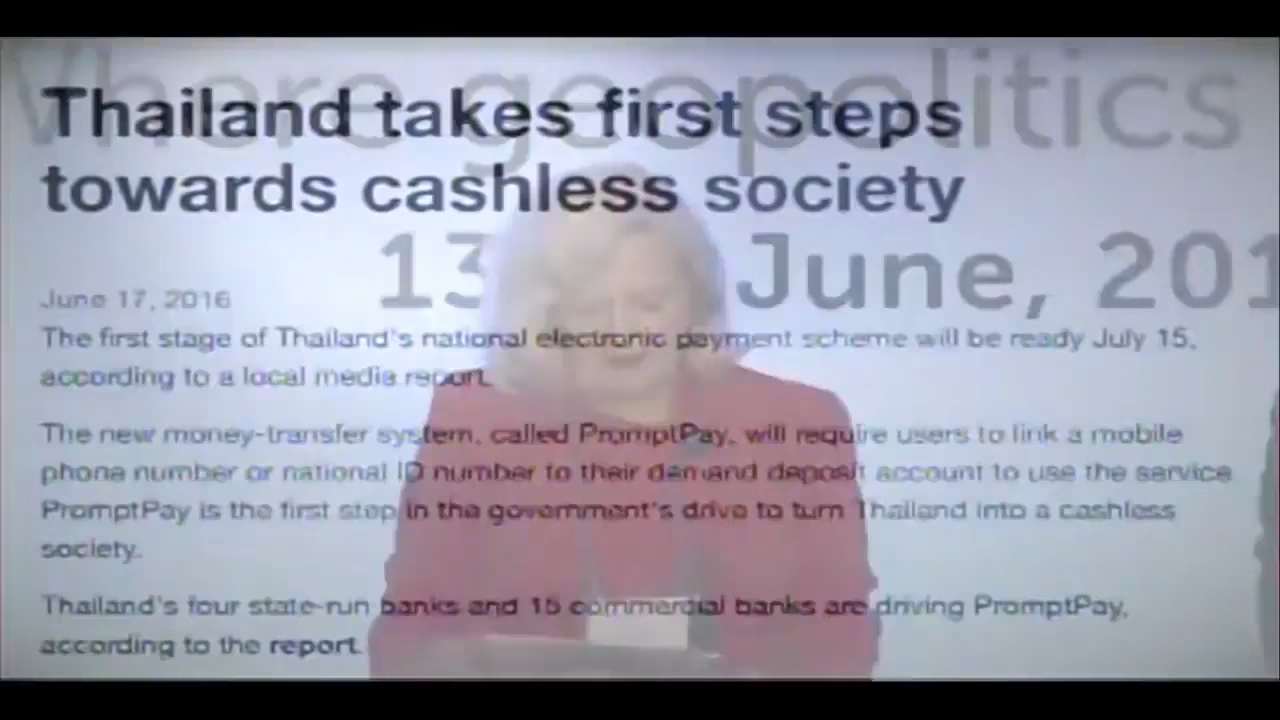 Where geopolitics
Thailand takes first steps
towards cashless society
13 June, 201
June 17, 2016
The first stage of Thailand's national electronic payment scheme will be ready July 15,
according to a local media report.
The new money-transfer system, called PromptPay, will require users to link a mobile
phone number or national ID number to their demand deposit account to use the service
PromptPay is the first step in the government's drive to turn Thailand into a cashless
society.
Thailand's four state-run banks and 15 commercial banks are driving PromptPay,
according to the report.